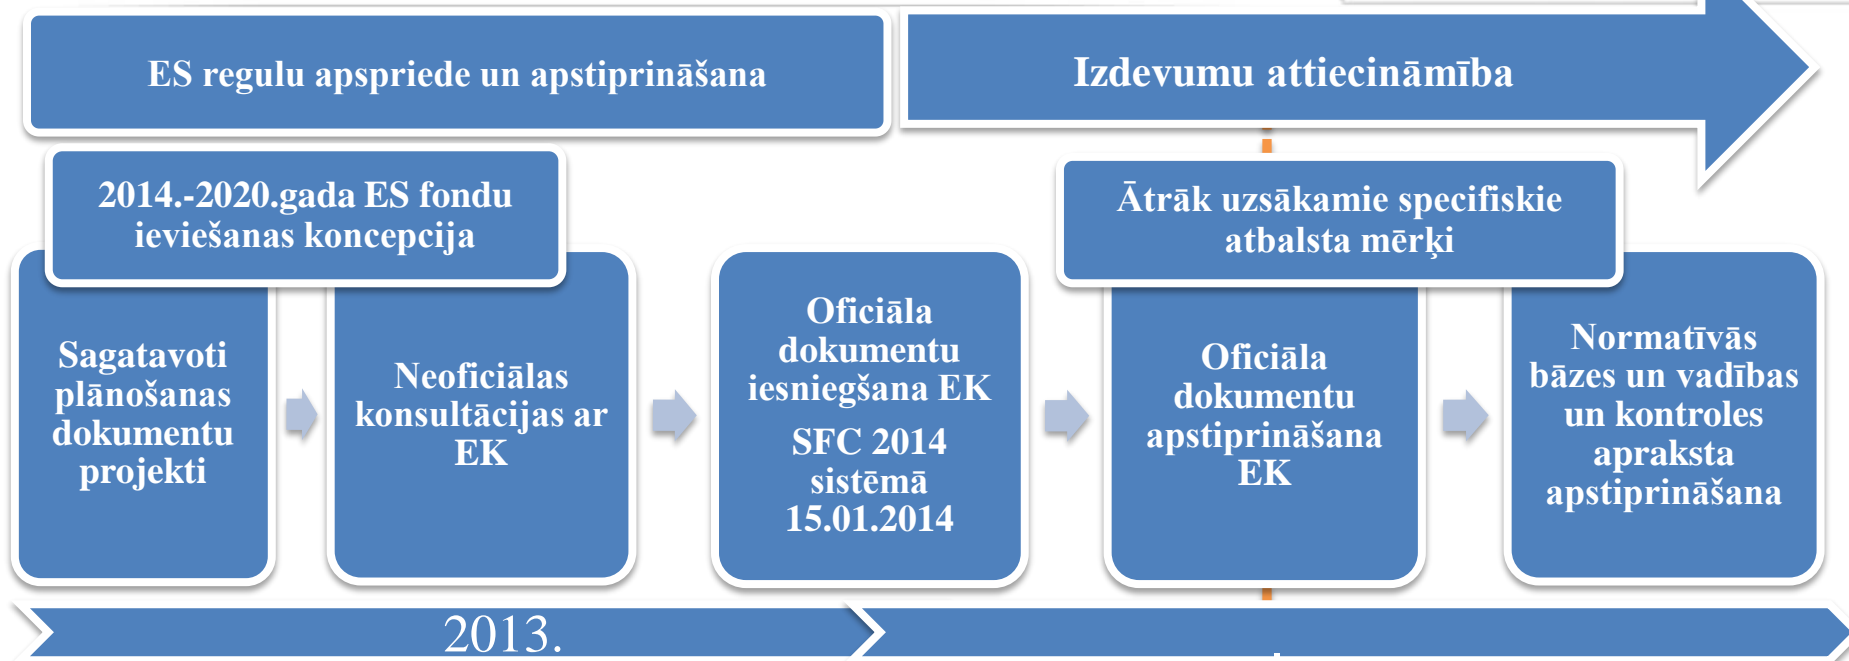 ES regulu apspriede un apstiprināšana
Izdevumu attiecināmība
2014.-2020.gada ES fondu
ieviešanas koncepcija
Ātrāk uzsākamie specifiskie
atbalsta mērķi
Sagatavoti
plānošanas
dokumentu
projekti
Neoficiālas
konsultācijas ar
EK
Oficiāla
dokumentu
iesniegšana EK
SFC 2014
sistēmā
15.01.2014
Oficiāla
dokumentu
apstiprināšana
EK
Normatīvās
bāzes un vadības
un kontroles
apraksta
apstiprināšana
2013.